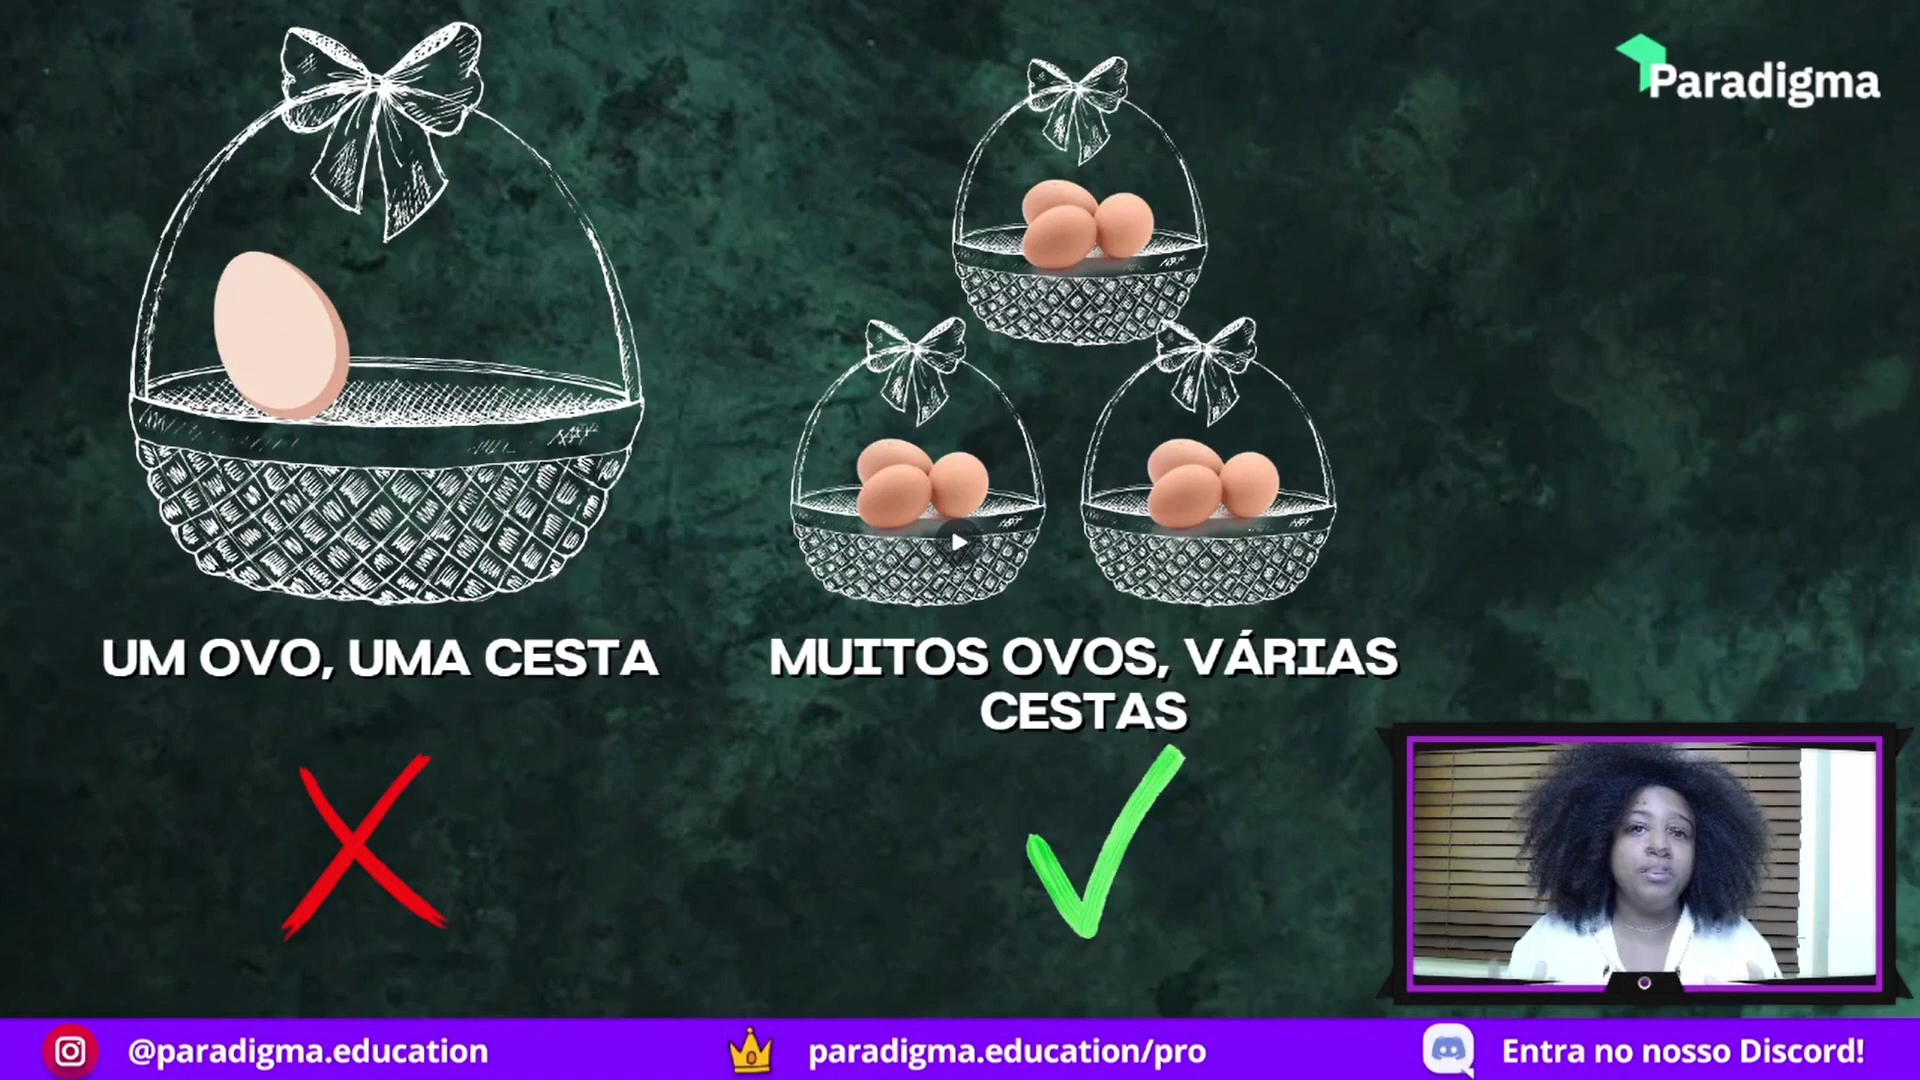 Paradigma
UM OVO, UMA CESTA
MUITOS OVOS, VÁRIAS
CESTAS
@paradigma.education
paradigma.education/pro
Entra no nosso Discord!